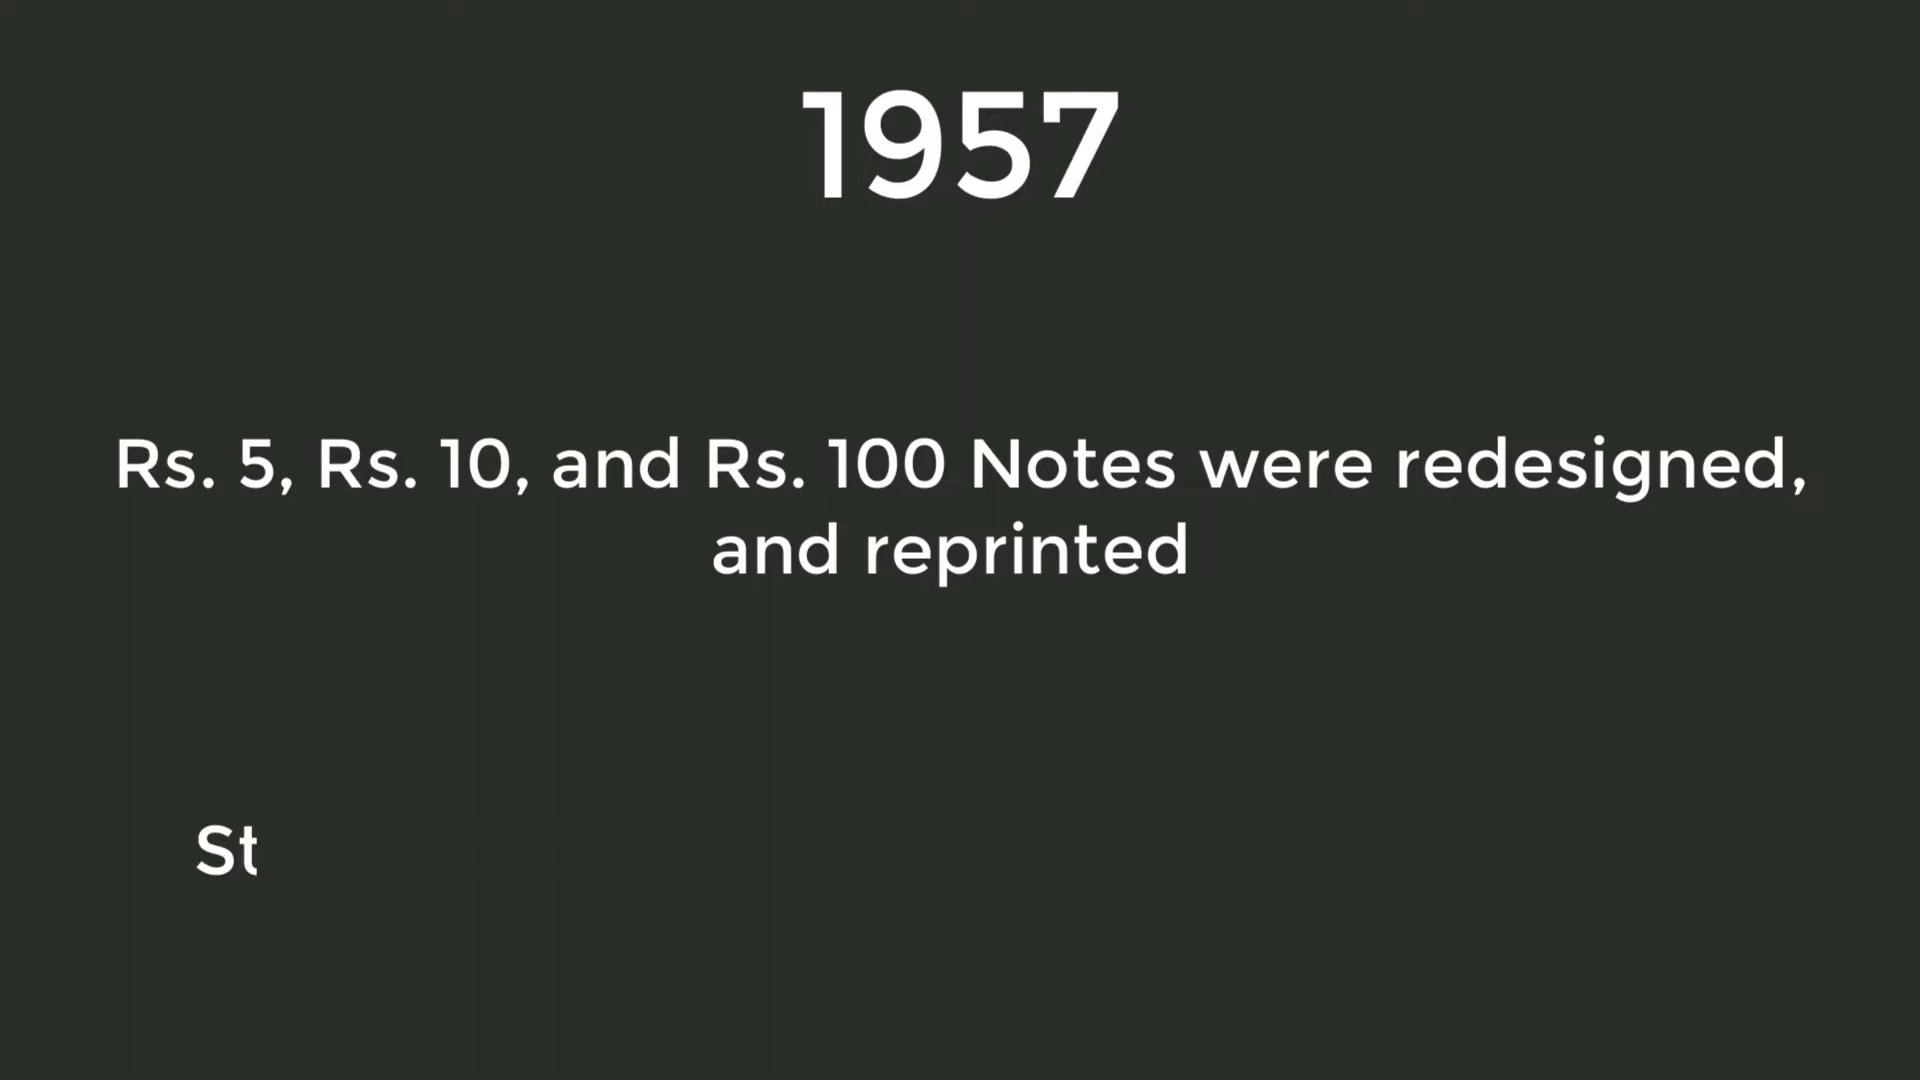 1957
Rs. 5, Rs. 10, and Rs. 100 Notes were redesigned,
and reprinted
St